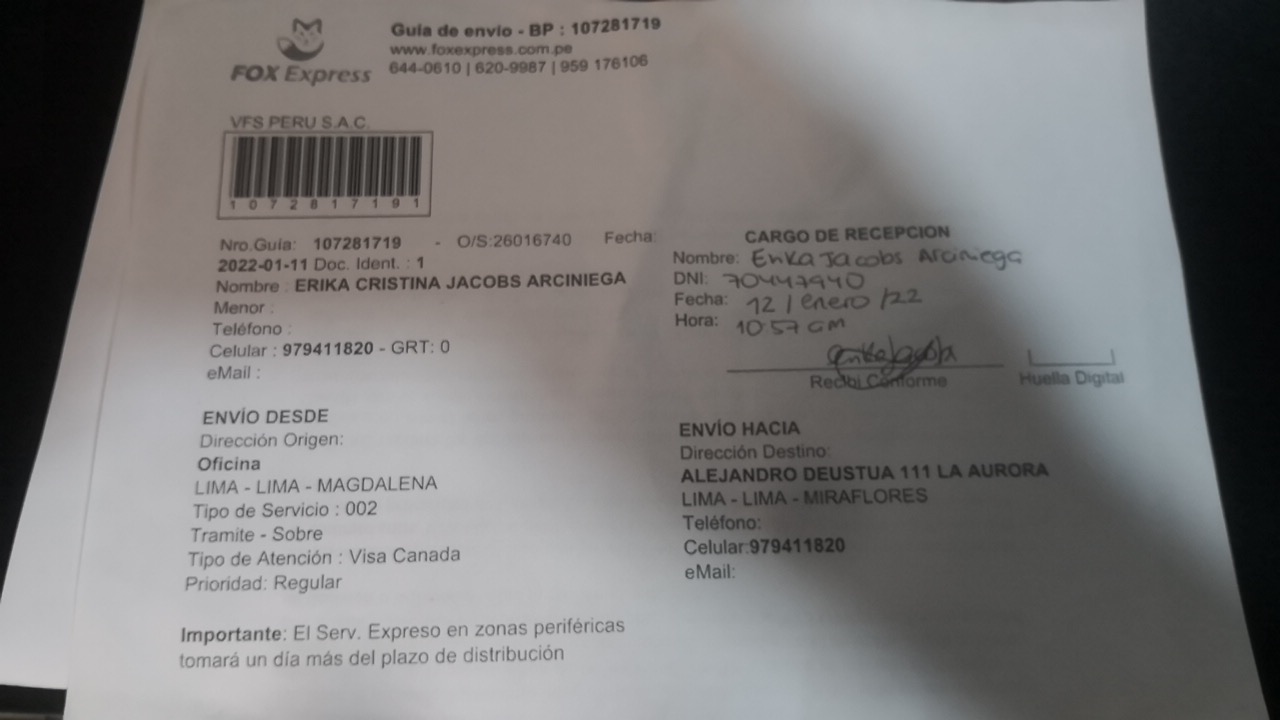 FOX Express
Guía de envio - BP : 107281719
www.foxexpress.com.pe
644-0610 | 620-9987 | 959 176106
VFS PERU S.A.C.
1 0 7 2 8 1 7 1 9 1
Nro.Guía: 107281719 - O/S:26016740 Fecha:
2022-01-11 Doc. Ident. : 1
Nombre : ERIKA CRISTINA JACOBS ARCINIEGA
Menor :
Teléfono :
Celular : 979411820 - GRT: 0
eMail :
CARGO DE RECEPCION
Nombre: Erika Jacobs Arciniega
DNI: 70447940
Fecha: 12 / enero / 22
Hora: 10:57 am
Recibi Conforme
Huella Digital
ENVÍO DESDE
Dirección Origen:
Oficina
LIMA - LIMA - MAGDALENA
Tipo de Servicio : 002
Tramite - Sobre
Tipo de Atención : Visa Canada
Prioridad: Regular
ENVÍO HACIA
Dirección Destino:
ALEJANDRO DEUSTUA 111 LA AURORA
LIMA - LIMA - MIRAFLORES
Teléfono:
Celular:979411820
eMail:
Importante: El Serv. Expreso en zonas periféricas
tomará un día más del plazo de distribución